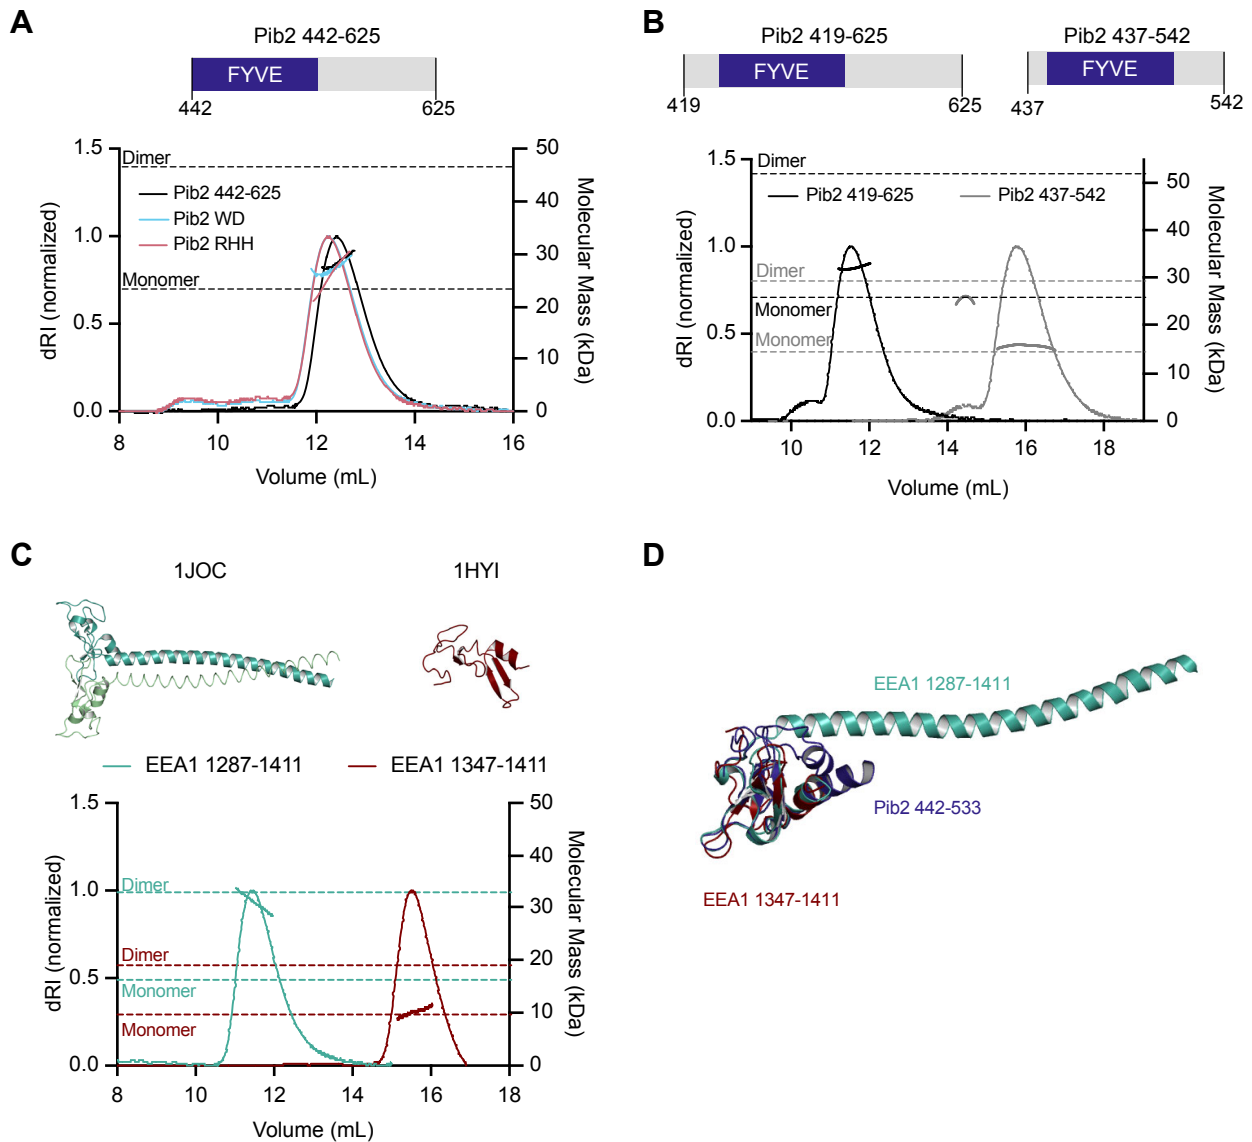 A
Pib2 442-625
FYVE
442
625
1.5
50
Dimer
Pib2 442-625
Pib2 WD
Pib2 RHH
40
1.0
30
Monomer
20
0.5
10
0.0
0
8
10
12
14
16
dRI (normalized)
Molecular Mass (kDa)
Volume (mL)
B
Pib2 419-625
Pib2 437-542
FYVE
FYVE
419
625
437
542
1.5
Dimer
50
Pib2 419-625
Pib2 437-542
40
1.0
Dimer
30
Monomer
20
0.5
Monomer
10
0.0
0
10
12
14
16
18
dRI (normalized)
Molecular Mass (kDa)
Volume (mL)
C
1JOC
1HYI
EEA1 1287-1411
EEA1 1347-1411
1.5
50
40
1.0
Dimer
30
Dimer
20
0.5
Monomer
10
Monomer
0.0
0
8
10
12
14
16
18
dRI (normalized)
Molecular Mass (kDa)
Volume (mL)
D
EEA1 1287-1411
Pib2 442-533
EEA1 1347-1411